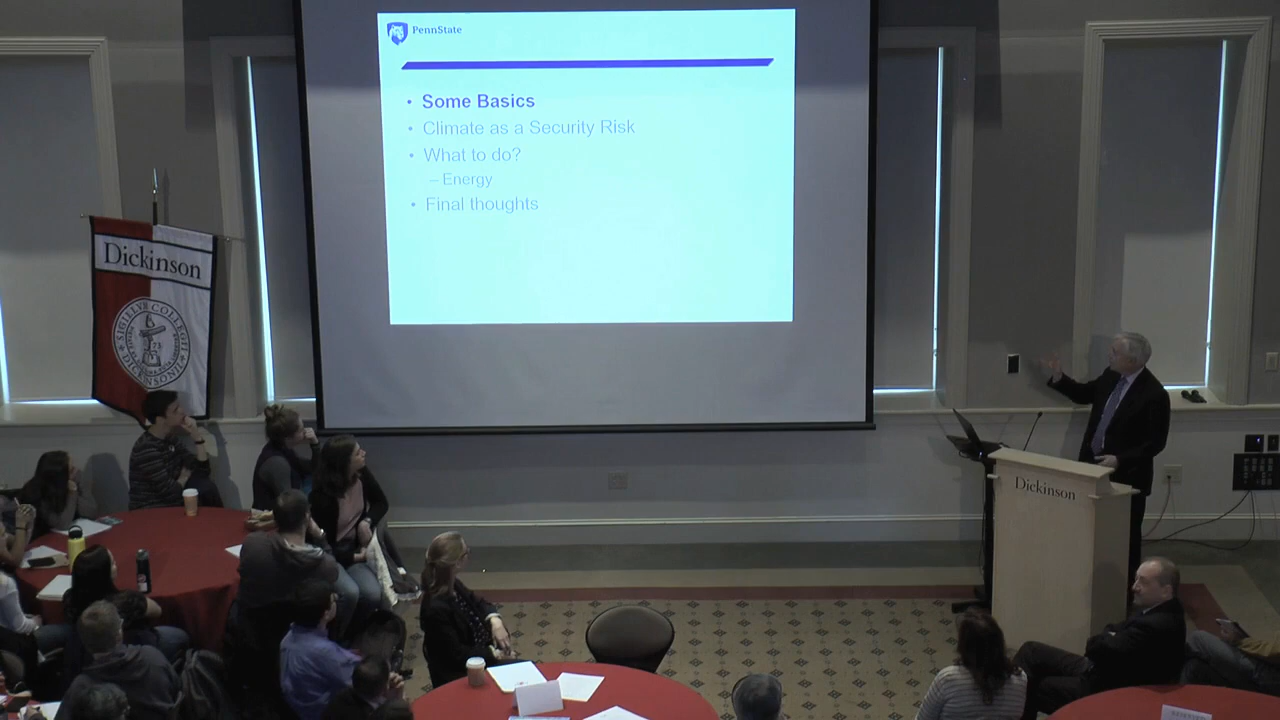 PennState
• Some Basics
• Climate as a Security Risk
• What to do?
– Energy
• Final thoughts
Dickinson
Dickinson